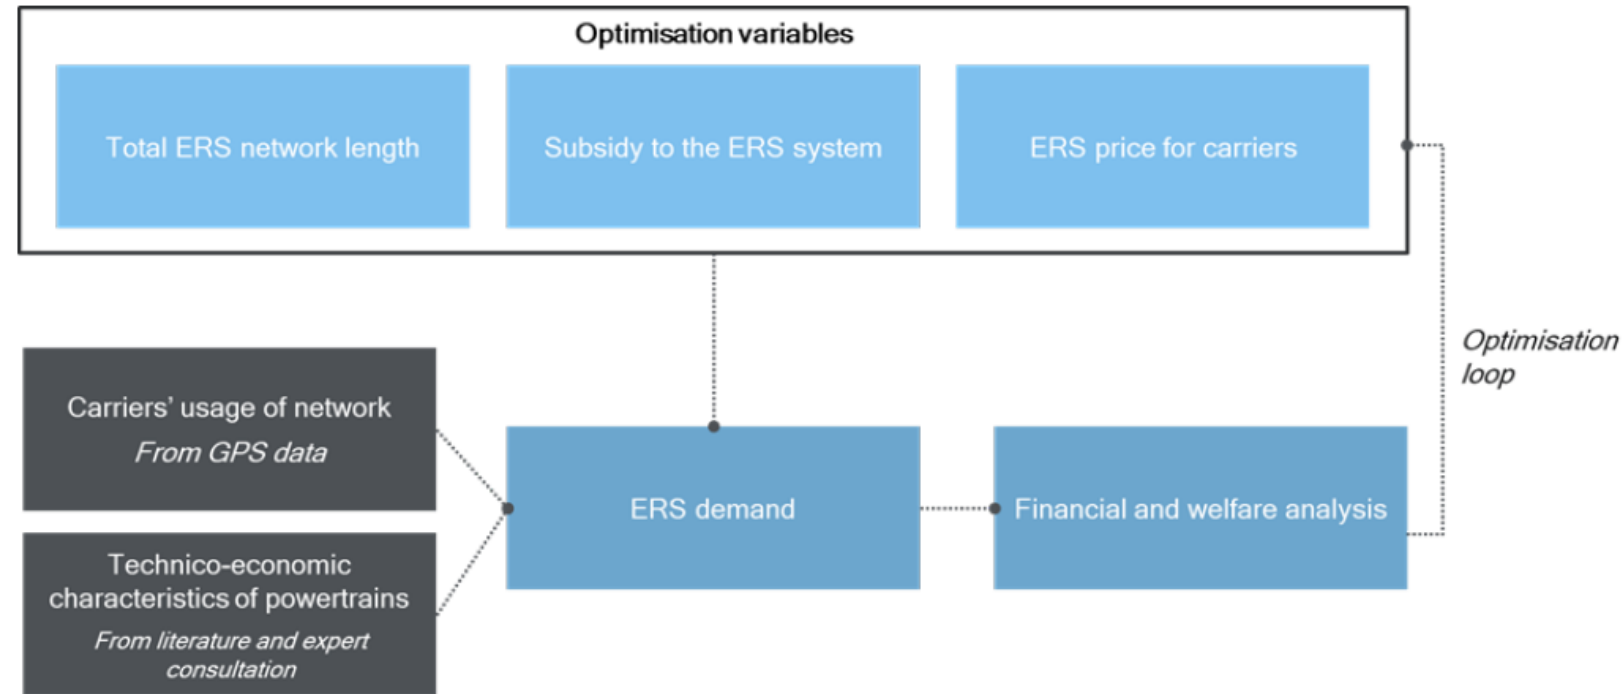 Optimisation variables
Total ERS network length
Subsidy to the ERS system
ERS price for carriers
Optimisation
loop
Carriers’ usage of network
From GPS data
Technico-economic
characteristics of powertrains
From literature and expert
consultation
ERS demand
Financial and welfare analysis